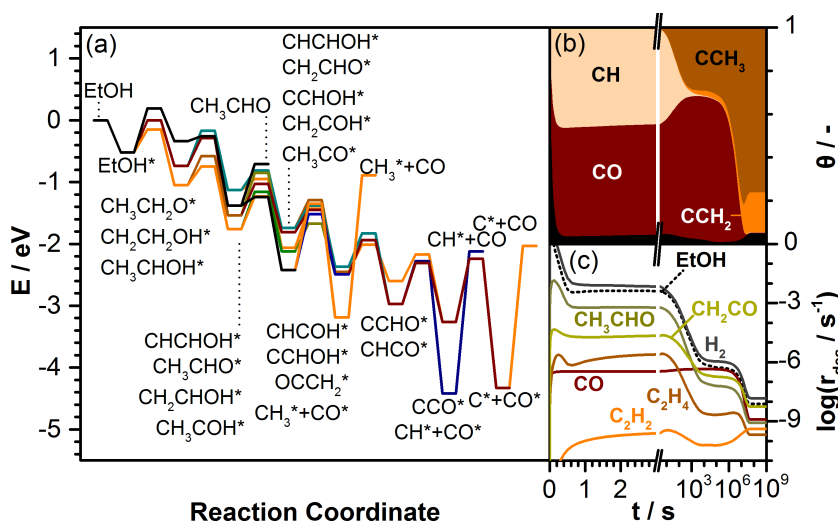 (a)
E / eV
1
0
-1
-2
-3
-4
-5
EtOH
EtOH*
CH₃CH₂O*
CH₂CH₂OH*
CH₃CHOH*
CH₃CHO
CHCHOH*
CH₃CHO*
CH₂CHOH*
CH₃COH*
CHCHOH*
CH₂CHO*
CCHOH*
CH₂COH*
CH₃CO*
CH₃*+CO
CHCOH*
CCHOH*
OCCH₂*
CH₃*+CO*
CCHO*
CHCO*
CH*+CO
C*+CO
CCO*
CH*+CO*
C*+CO*
Reaction Coordinate
(b)
CH
CO
CCH₃
CCH₂
1
0
θ / -
(c)
EtOH
CH₃CHO
CH₂CO
H₂
CO
C₂H₄
C₂H₂
-3
-6
-9
log(r_des / s⁻¹)
0 1 2 10³ 10⁶ 10⁹
t / s